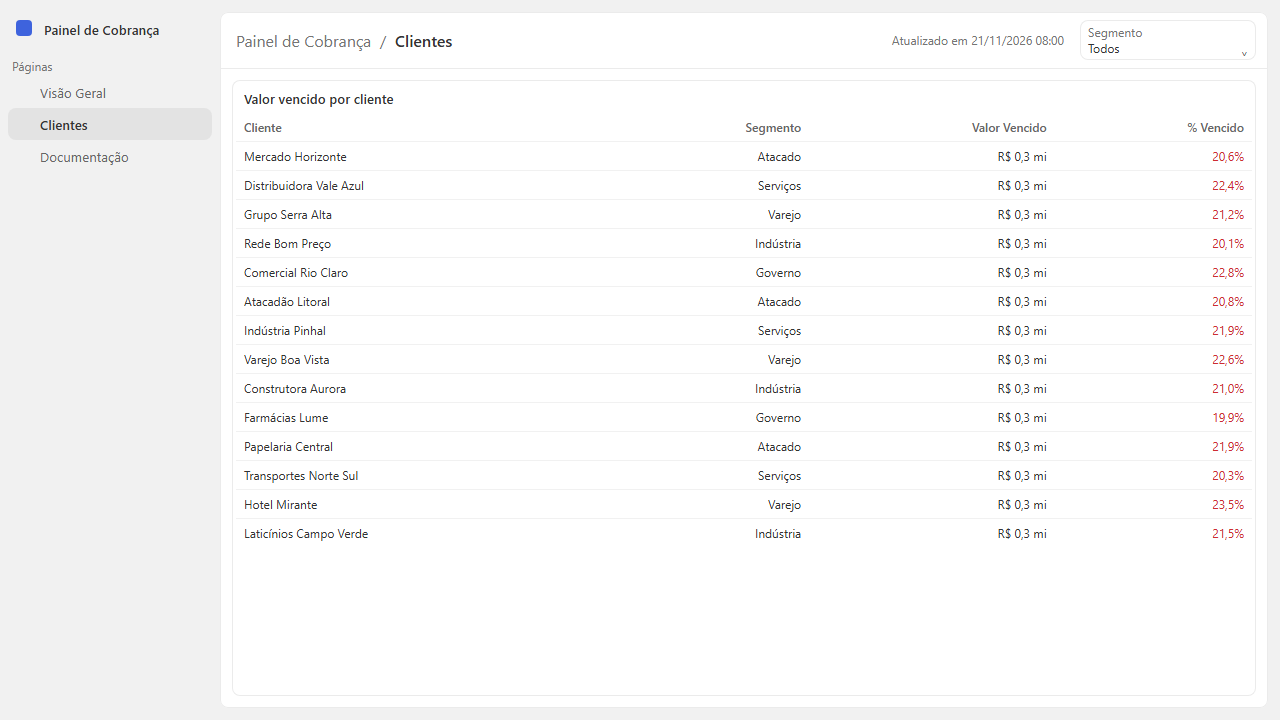 Painel de Cobrança
Páginas
Visão Geral
Clientes
Documentação
Painel de Cobrança / Clientes
Atualizado em 21/11/2026 08:00
Segmento
Todos
Valor vencido por cliente
Cliente Segmento Valor Vencido % Vencido
Mercado Horizonte Atacado R$ 0,3 mi 20,6%
Distribuidora Vale Azul Serviços R$ 0,3 mi 22,4%
Grupo Serra Alta Varejo R$ 0,3 mi 21,2%
Rede Bom Preço Indústria R$ 0,3 mi 20,1%
Comercial Rio Claro Governo R$ 0,3 mi 22,8%
Atacadão Litoral Atacado R$ 0,3 mi 20,8%
Indústria Pinhal Serviços R$ 0,3 mi 21,9%
Varejo Boa Vista Varejo R$ 0,3 mi 22,6%
Construtora Aurora Indústria R$ 0,3 mi 21,0%
Farmácias Lume Governo R$ 0,3 mi 19,9%
Papelaria Central Atacado R$ 0,3 mi 21,9%
Transportes Norte Sul Serviços R$ 0,3 mi 20,3%
Hotel Mirante Varejo R$ 0,3 mi 23,5%
Laticínios Campo Verde Indústria R$ 0,3 mi 21,5%